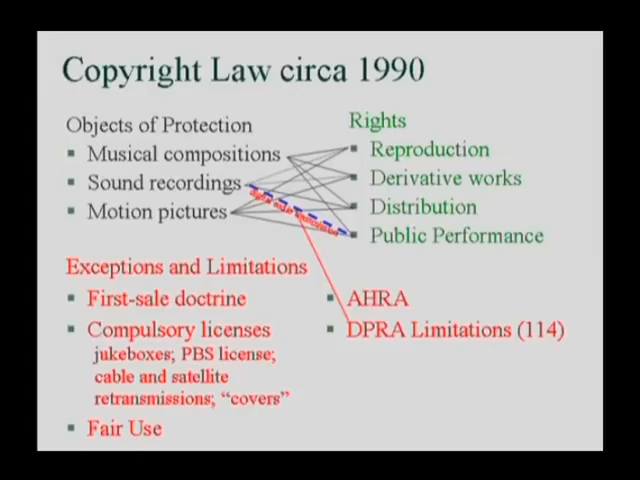 Copyright Law circa 1990
Objects of Protection
▪ Musical compositions
▪ Sound recordings
▪ Motion pictures
Rights
▪ Reproduction
▪ Derivative works
▪ Distribution
▪ Public Performance
digital audio
Exceptions and Limitations
▪ First-sale doctrine
▪ Compulsory licenses
jukeboxes; PBS license;
cable and satellite
retransmissions; “covers”
▪ Fair Use
▪ AHRA
▪ DPRA Limitations (114)